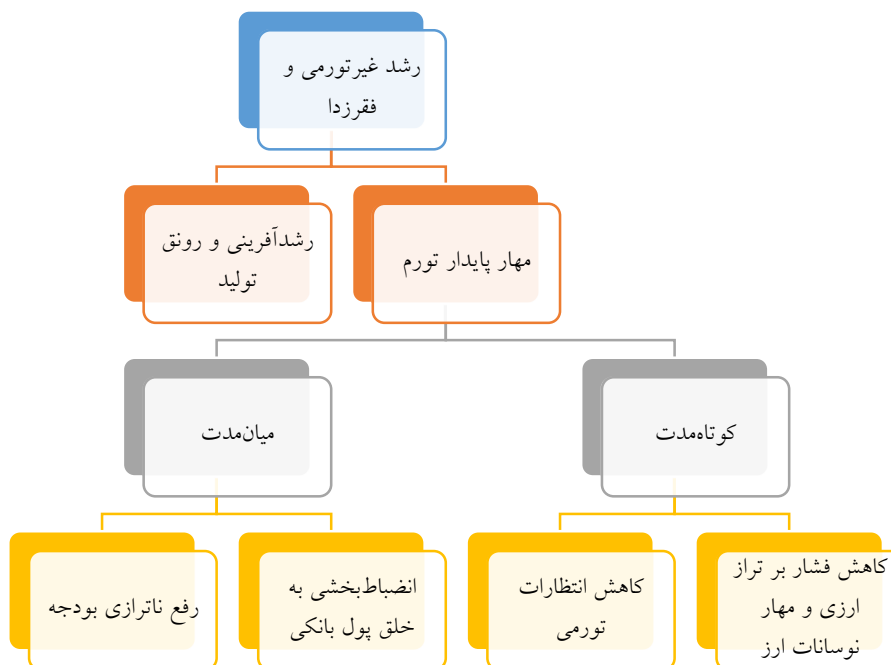 رشد غیرتورمی و
فقرزدا
مهار پایدار تورم
رشدآفرینی و رونق
تولید
کوتاه‌مدت
میان‌مدت
کاهش فشار بر تراز
ارزی و مهار
نوسانات ارز
کاهش انتظارات
تورمی
انضباط‌بخشی به
خلق پول بانکی
رفع ناترازی بودجه